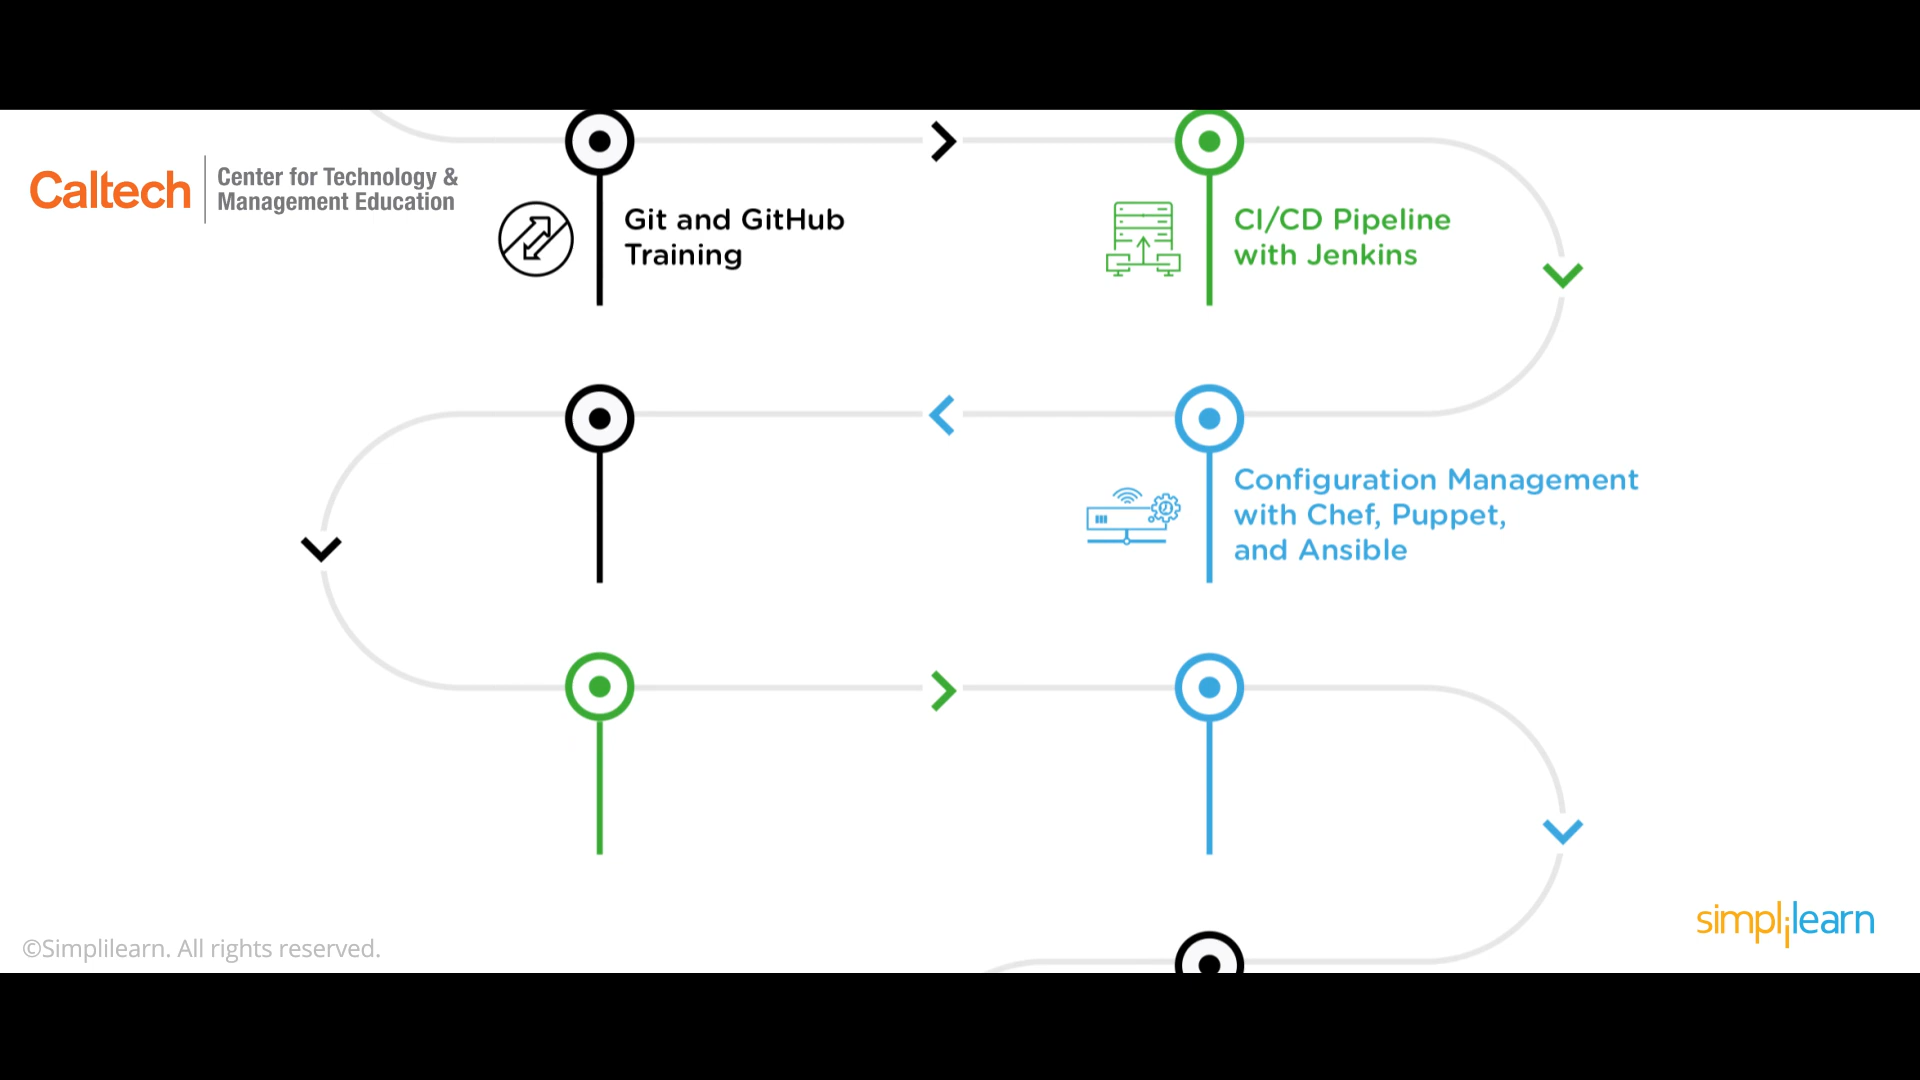 Caltech
Center for Technology &
Management Education
Git and GitHub
Training
CI/CD Pipeline
with Jenkins
Configuration Management
with Chef, Puppet,
and Ansible
simplilearn
©Simplilearn. All rights reserved.